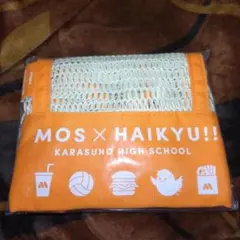 MOS × HAIKYU!!
KARASUNO HIGH SCHOOL